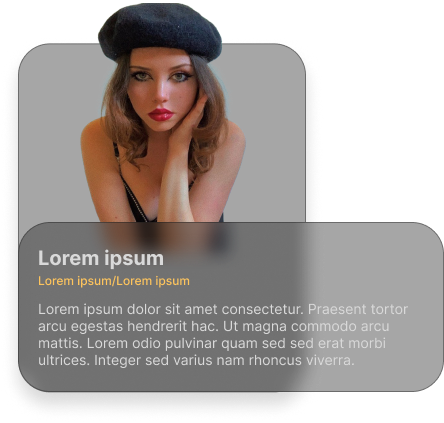 Lorem ipsum
Lorem ipsum/Lorem ipsum
Lorem ipsum dolor sit amet consectetur. Praesent tortor
arcu egestas hendrerit hac. Ut magna commodo arcu
mattis. Lorem odio pulvinar quam sed sed erat morbi
ultrices. Integer sed varius nam rhoncus viverra.